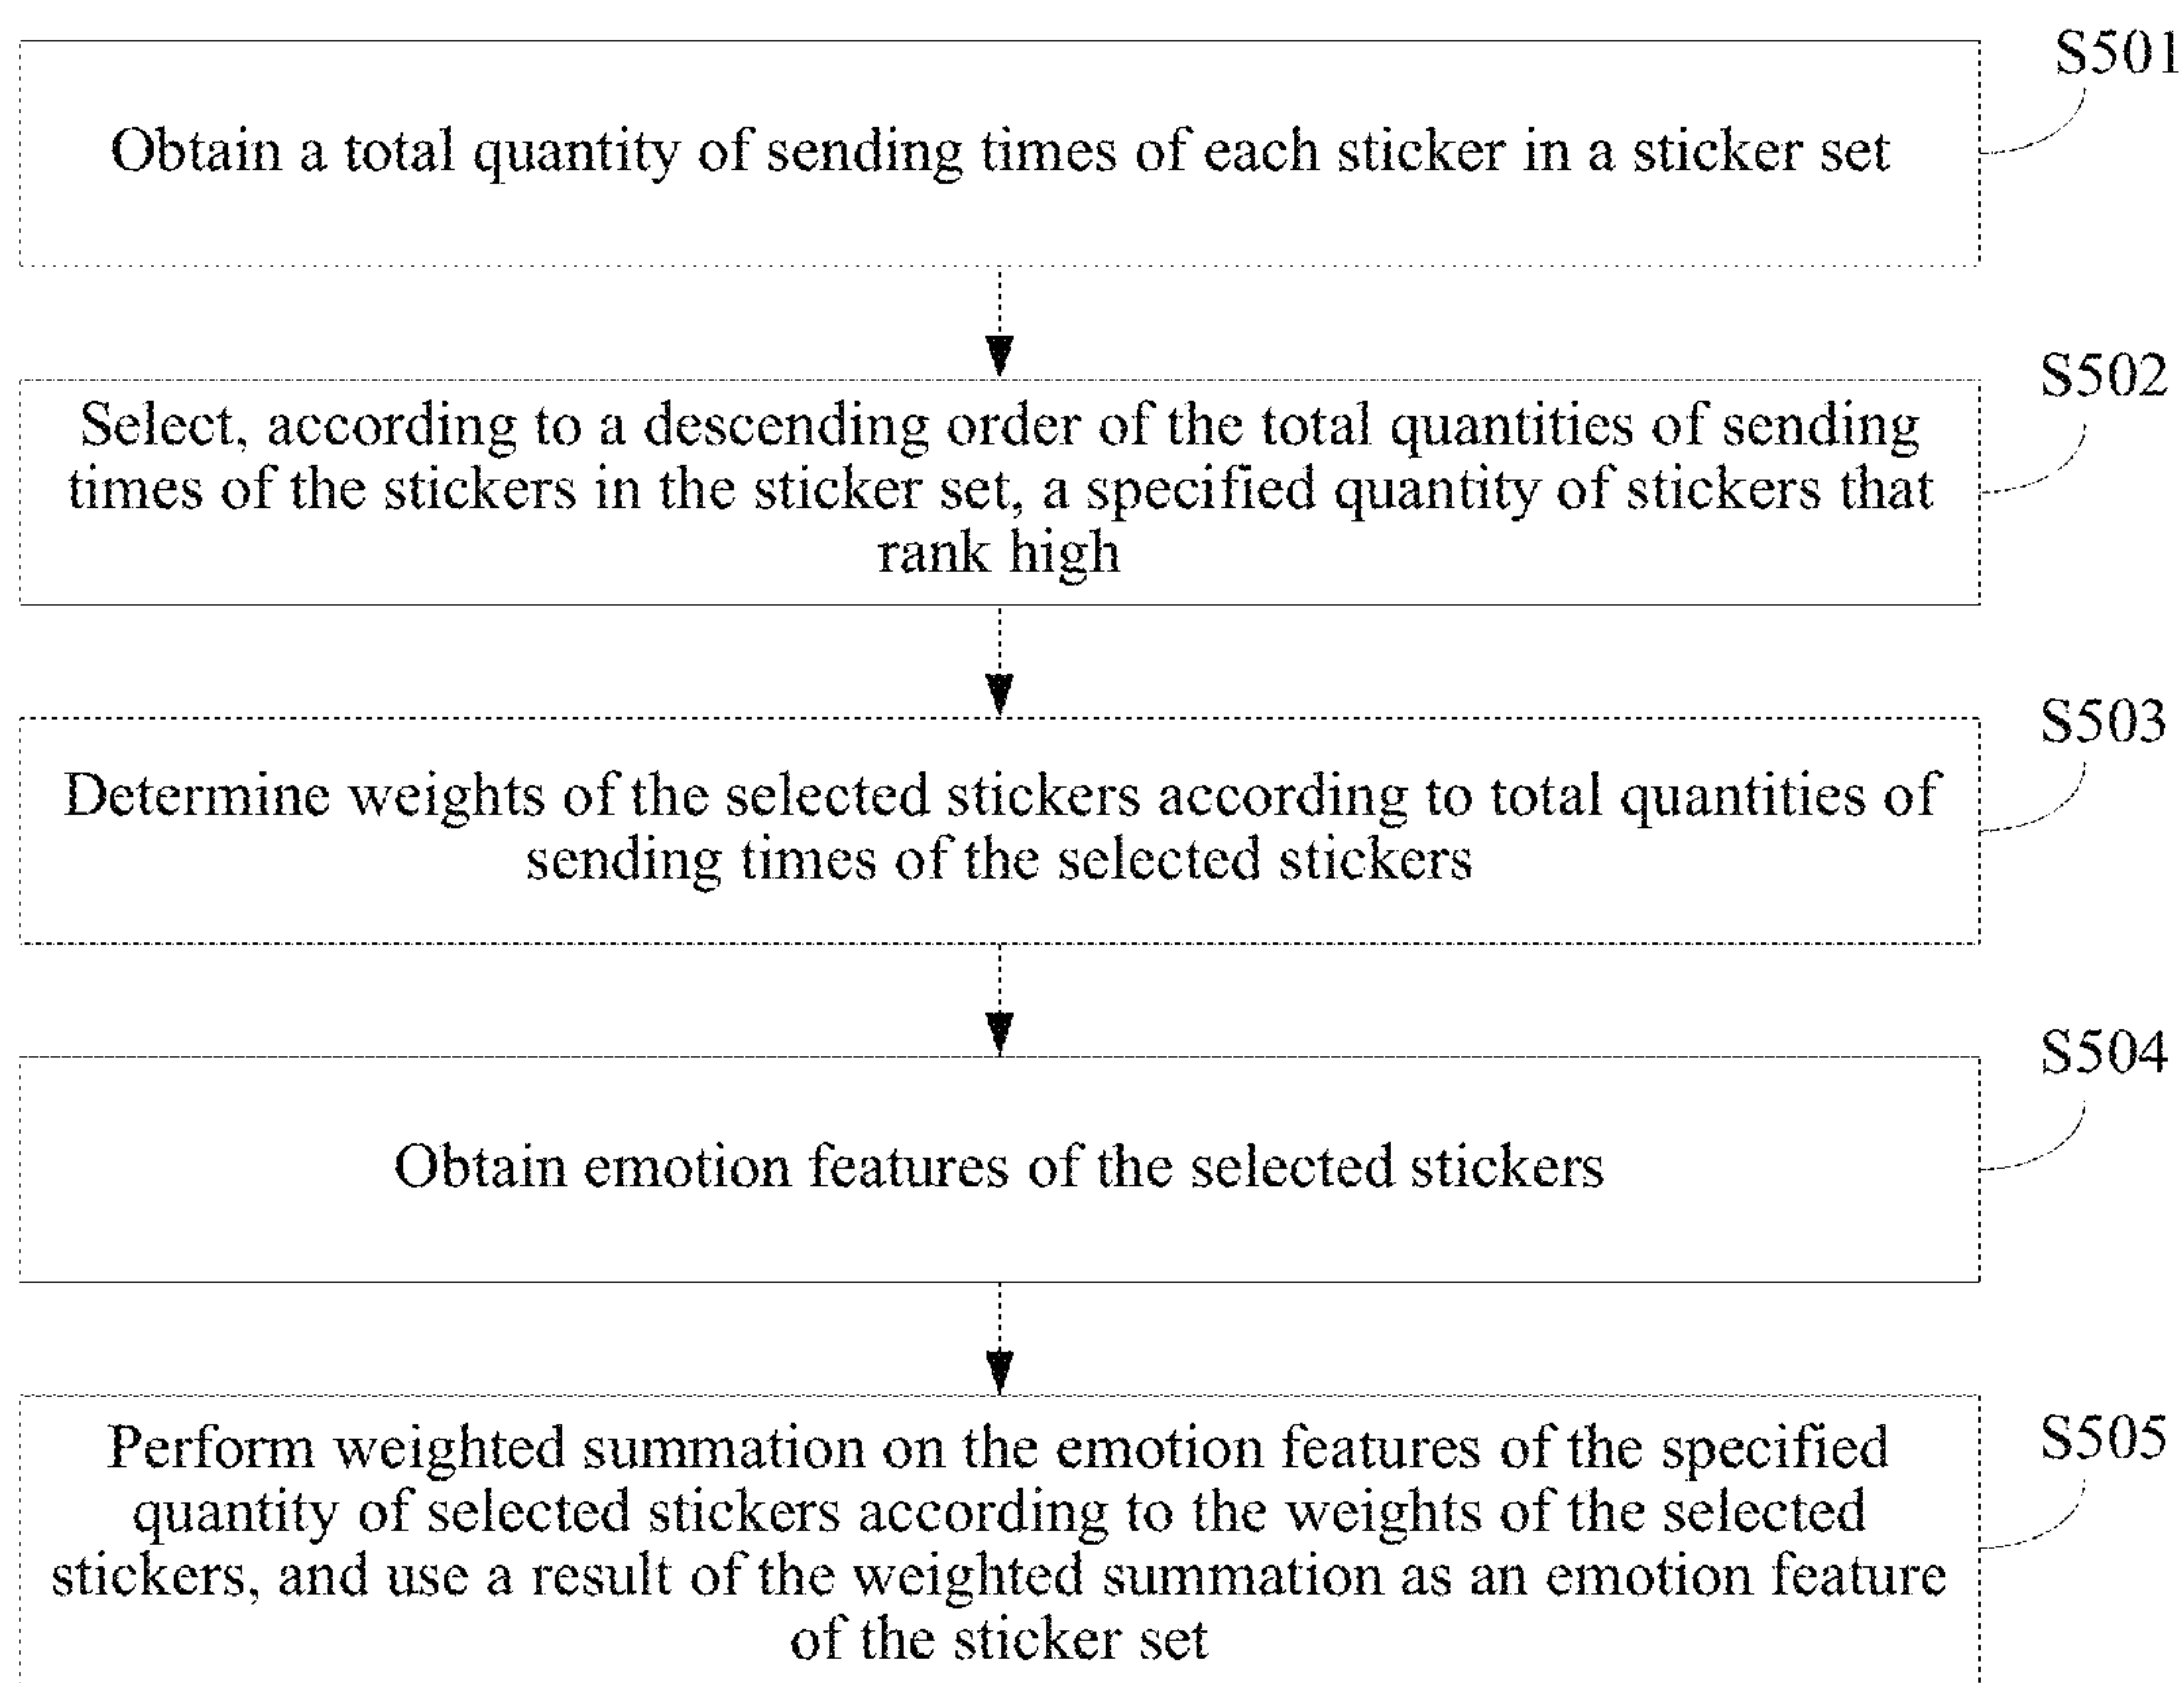 S501
Obtain a total quantity of sending times of each sticker in a sticker set
S502
Select, according to a descending order of the total quantities of sending
times of the stickers in the sticker set, a specified quantity of stickers that
rank high
S503
Determine weights of the selected stickers according to total quantities of
sending times of the selected stickers
S504
Obtain emotion features of the selected stickers
S505
Perform weighted summation on the emotion features of the specified
quantity of selected stickers according to the weights of the selected
stickers, and use a result of the weighted summation as an emotion feature
of the sticker set